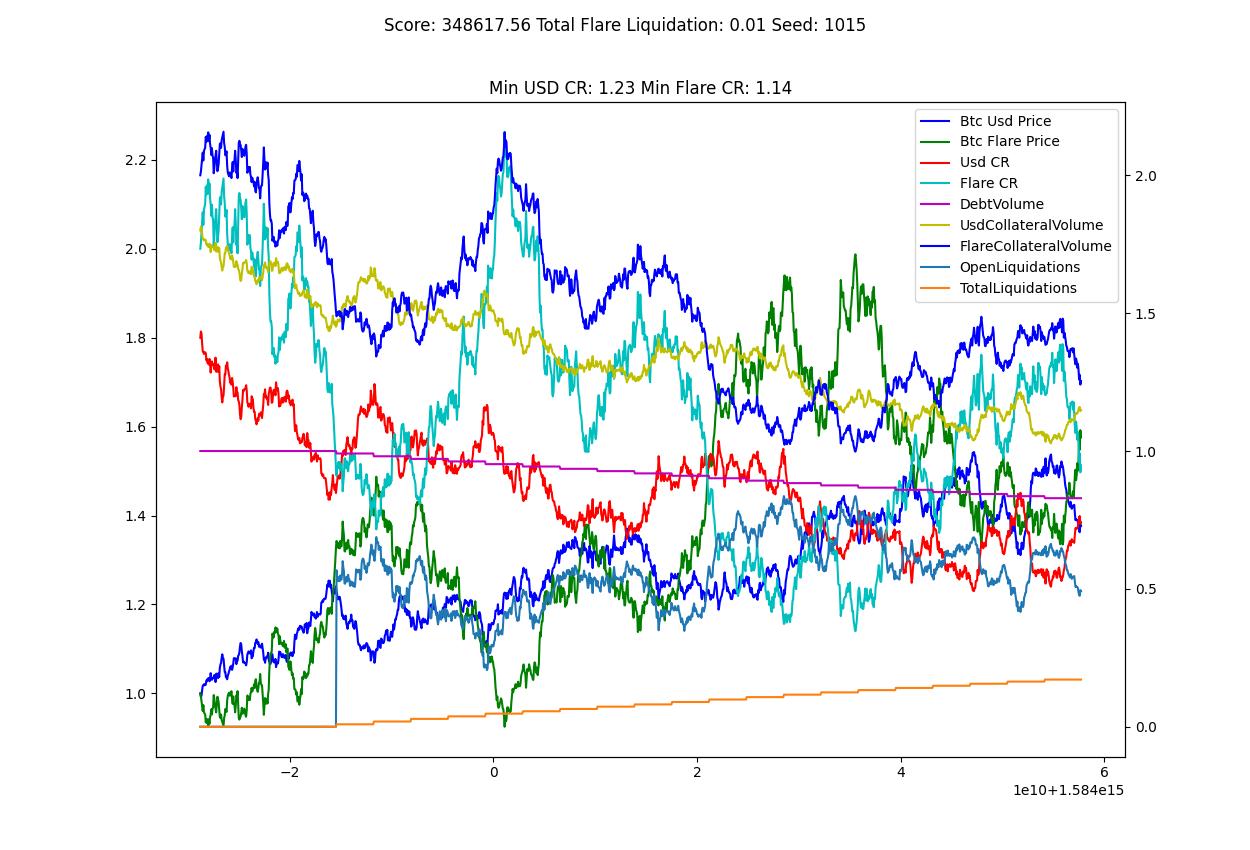 Score: 348617.56 Total Flare Liquidation: 0.01 Seed: 1015
Min USD CR: 1.23 Min Flare CR: 1.14
Btc Usd Price
Btc Flare Price
Usd CR
Flare CR
DebtVolume
UsdCollateralVolume
FlareCollateralVolume
OpenLiquidations
TotalLiquidations
2.2
2.0
1.8
1.6
1.4
1.2
1.0
2.0
1.5
1.0
0.5
0.0
−2 0 2 4 6
1e10+1.584e15